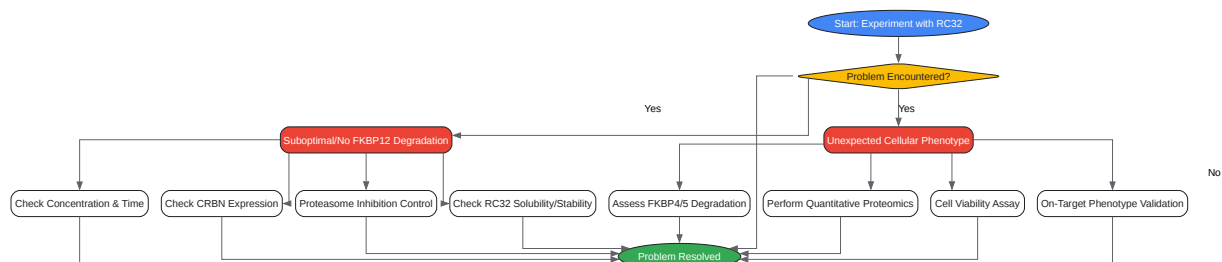 Start: Experiment with RC32
Problem Encountered?
Yes
Yes
Suboptimal/No FKBP12 Degradation
Unexpected Cellular Phenotype
No
Check Concentration & Time
Check CRBN Expression
Proteasome Inhibition Control
Check RC32 Solubility/Stability
Assess FKBP4/5 Degradation
Perform Quantitative Proteomics
Cell Viability Assay
On-Target Phenotype Validation
Problem Resolved